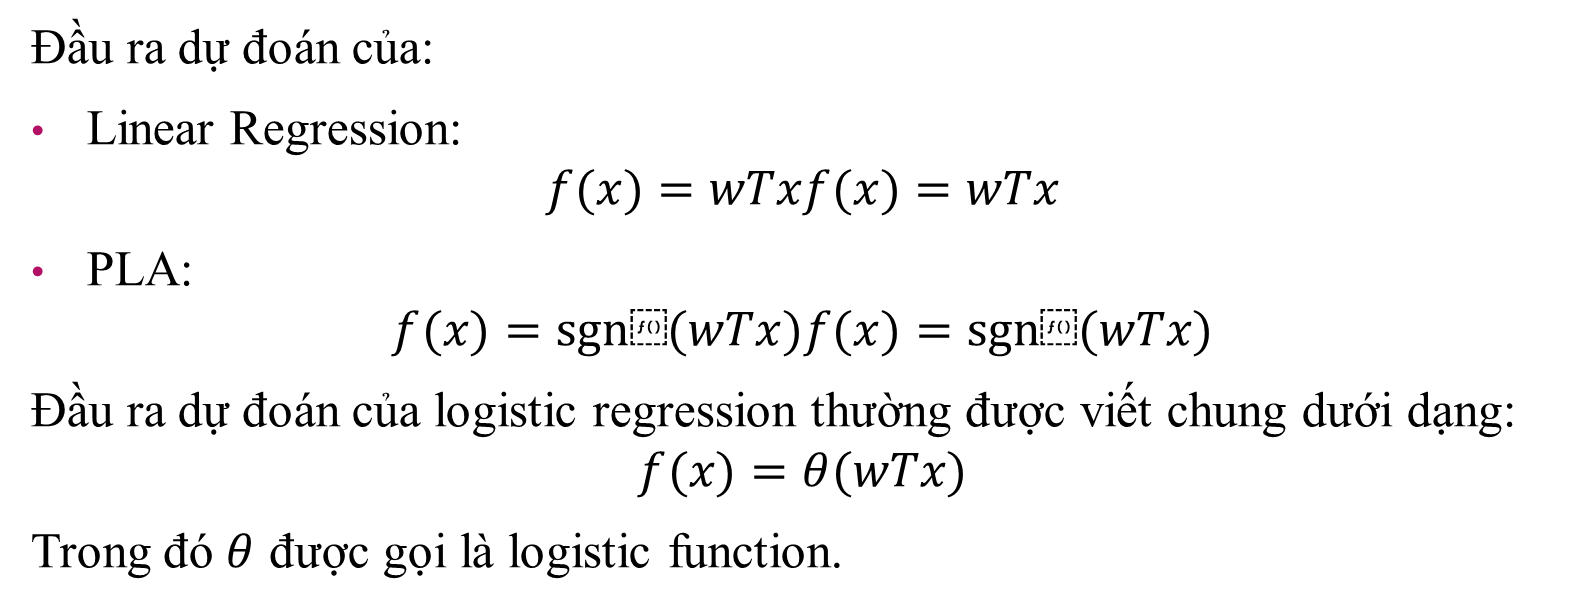 Đầu ra dự đoán của:
• Linear Regression:
f(x) = wTxf(x) = wTx
• PLA:
f(x) = sgn⁡(wTx)f(x) = sgn⁡(wTx)
Đầu ra dự đoán của logistic regression thường được viết chung dưới dạng:
f(x) = θ(wTx)
Trong đó θ được gọi là logistic function.